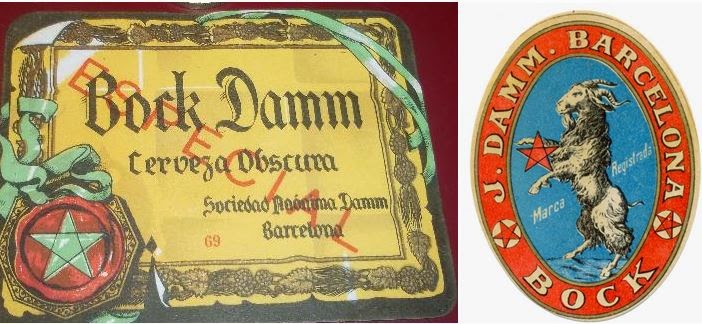 Bock Damm
ESPECIAL
Cerveza Obscura
Sociedad Anónima Damm
Barcelona
69
J. DAMM. BARCELONA
Marca Registrada
BOCK